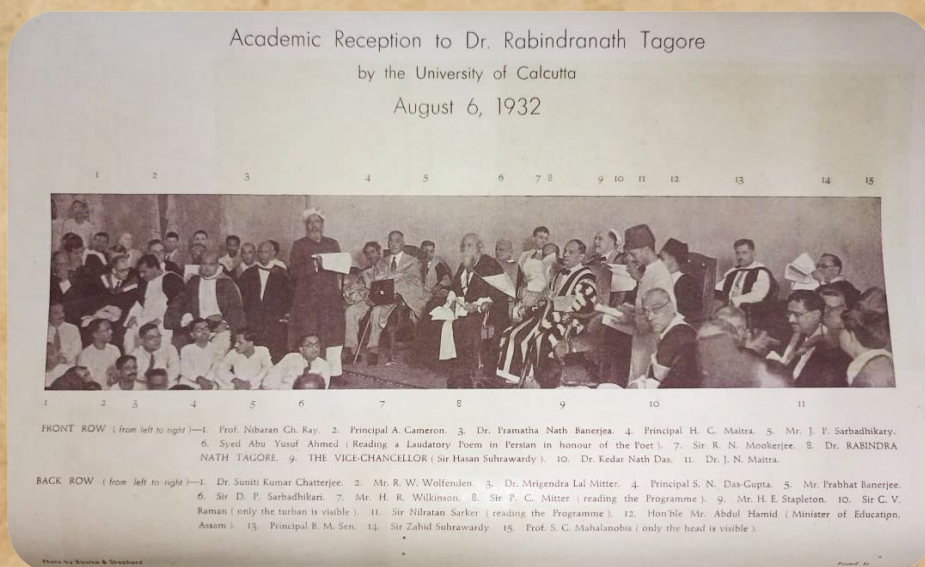 Academic Reception to Dr. Rabindranath Tagore
by the University of Calcutta
August 6, 1932
1 2 3 4 5 6 7 8 9 10 11 12 13 14 15
1 2 3 4 5 6 7 8 9 10 11
FRONT ROW ( from left to right )—1. Prof. Nibaran Ch. Ray. 2. Principal A. Cameron. 3. Dr. Pramatha Nath Banerjea. 4. Principal H. C. Maitra. 5. Mr. J. P. Sarbadhikary.
6. Syed Abu Yusuf Ahmed ( Reading a Laudatory Poem in Persian in honour of the Poet ). 7. Sir R. N. Mookerjee. 8. Dr. RABINDRA
NATH TAGORE. 9. THE VICE-CHANCELLOR ( Sir Hasan Suhrawardy ). 10. Dr. Kedar Nath Das. 11. Dr. J. N. Maitra.
BACK ROW ( from left to right )—1. Dr. Suniti Kumar Chatterjee. 2. Mr. R. W. Wolfenden. 3. Dr. Mrigendra Lal Mitter. 4. Principal S. N. Das-Gupta. 5. Mr. Prabhat Banerjee.
6. Sir D. P. Sarbadhikari. 7. Mr. H. R. Wilkinson. 8. Sir P. C. Mitter ( reading the Programme ). 9. Mr. H. E. Stapleton. 10. Sir C. V.
Raman ( only the turban is visible ). 11. Sir Nilratan Sarker ( reading the Programme ). 12. Hon'ble Mr. Abdul Hamid ( Minister of Education,
Assam ). 13. Principal B. M. Sen. 14. Sir Zahid Suhrawardy. 15. Prof. S. C. Mahalanobis ( only the head is visible ).
Photo by Bourne & Shepherd